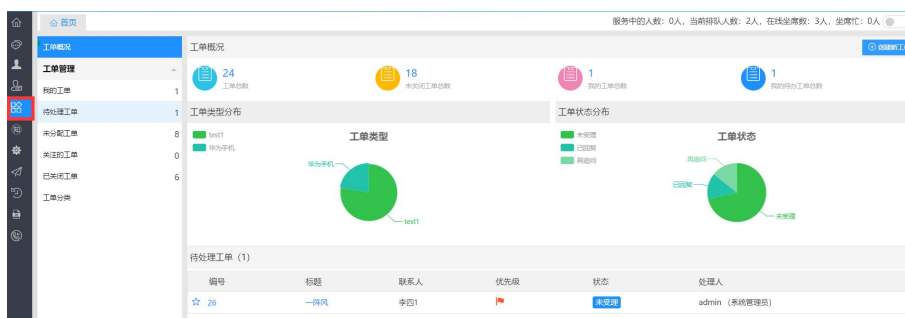 首页
服务中的人数：0人，当前排队人数：2人，在线坐席数：3人，坐席忙：0人
工单概况
工单概况
创建新工
工单管理
24
工单总数
18
未关闭工单总数
1
我的工单总数
1
我的待办工单总数
我的工单 1
待处理工单 1
未分配工单 8
关注的工单 0
已关闭工单 6
工单分类
工单类型分布
test1
华为手机
工单类型
华为手机
test1
工单状态分布
未受理
已回复
再追问
工单状态
再追问
已回复
未受理
待处理工单（1）
编号 标题 联系人 优先级 状态 处理人
26 一阵风 李四1 未受理 admin （系统管理员）